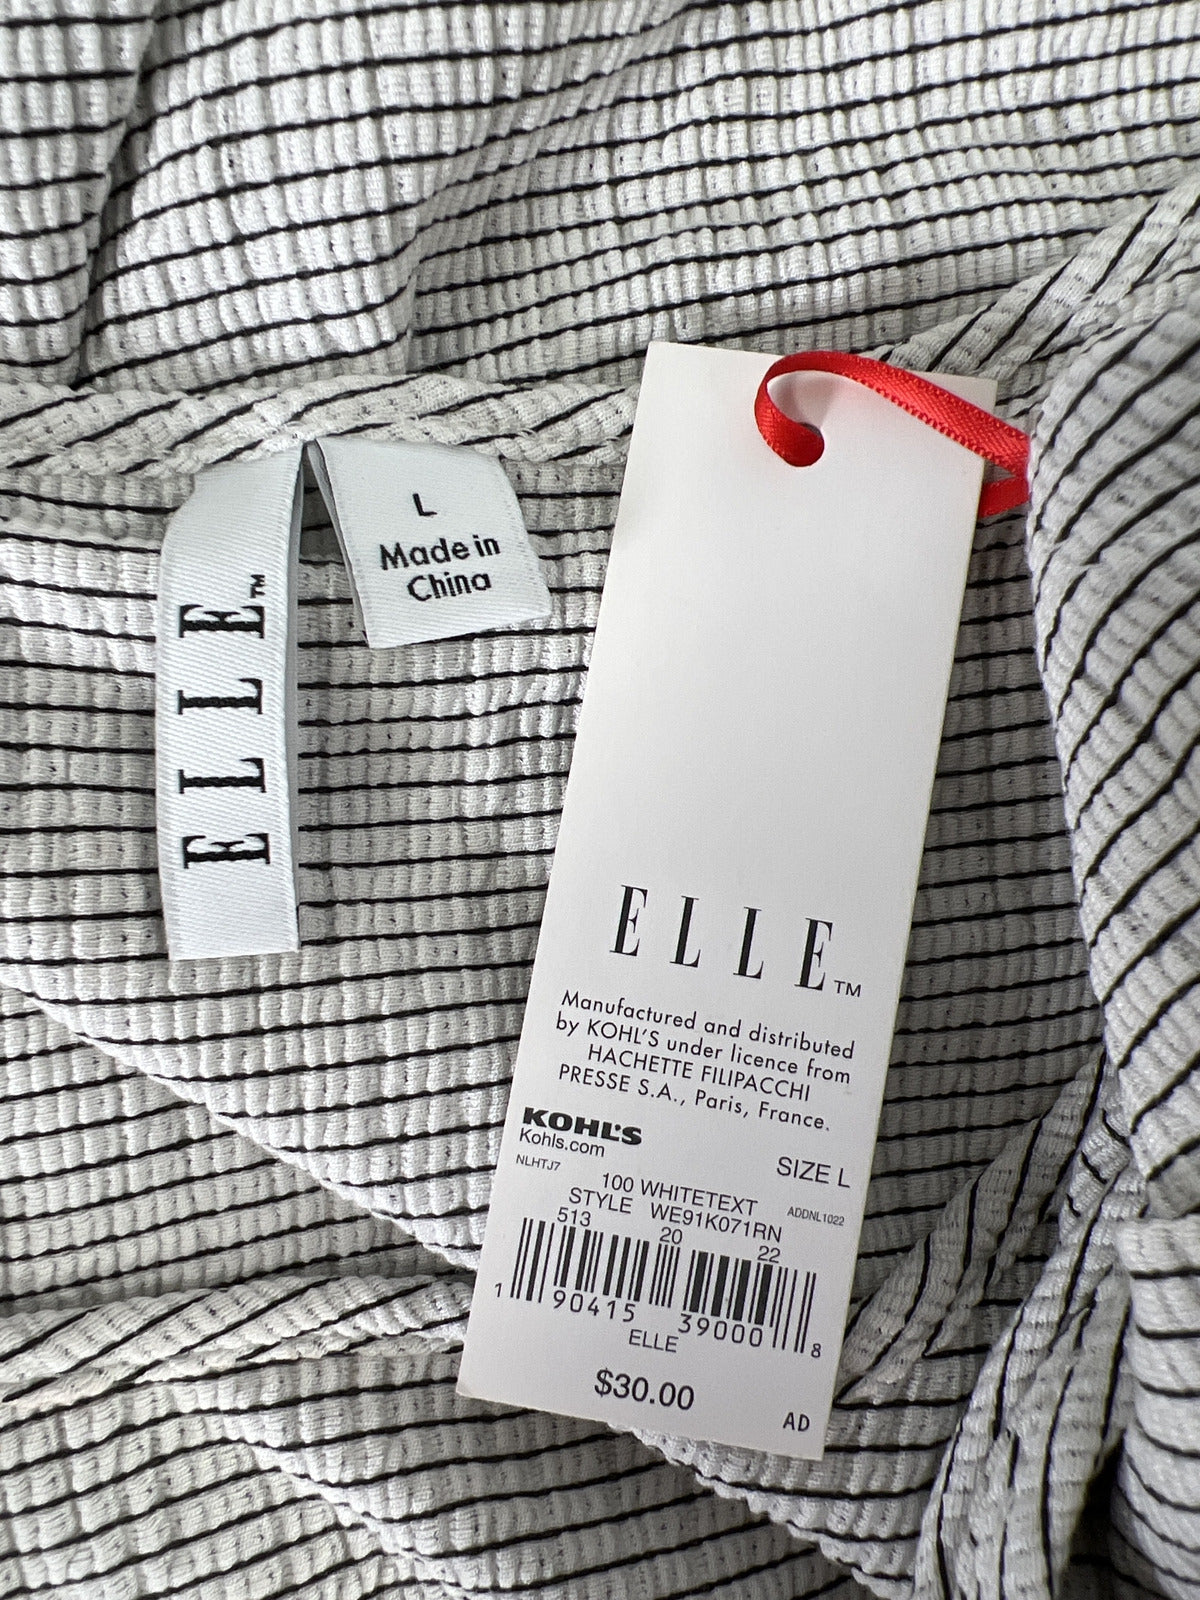 L
Made in
China
ELLE™
ELLE™
Manufactured and distributed
by KOHL'S under licence from
HACHETTE FILIPACCHI
PRESSE S.A., Paris, France.
KOHL'S
Kohls.com
SIZE L
NLHTJ7
100 WHITETEXT
ADDNL1022
STYLE WE91K071RN
513 20 22
1 90415 39000 8
ELLE
$30.00
AD